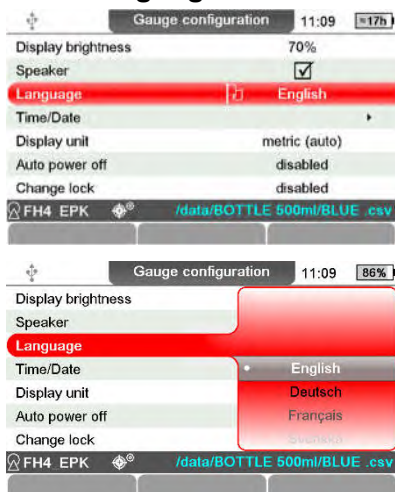 Gauge configuration 11:09 ≈17h
Display brightness 70%
Speaker
Language English
Time/Date
Display unit metric (auto)
Auto power off disabled
Change lock disabled
FH4 EPK /data/BOTTLE 500ml/BLUE .csv
Gauge configuration 11:09 86%
Display brightness
Speaker
Language
Time/Date English
Display unit Deutsch
Auto power off Français
Change lock
FH4 EPK /data/BOTTLE 500ml/BLUE .csv